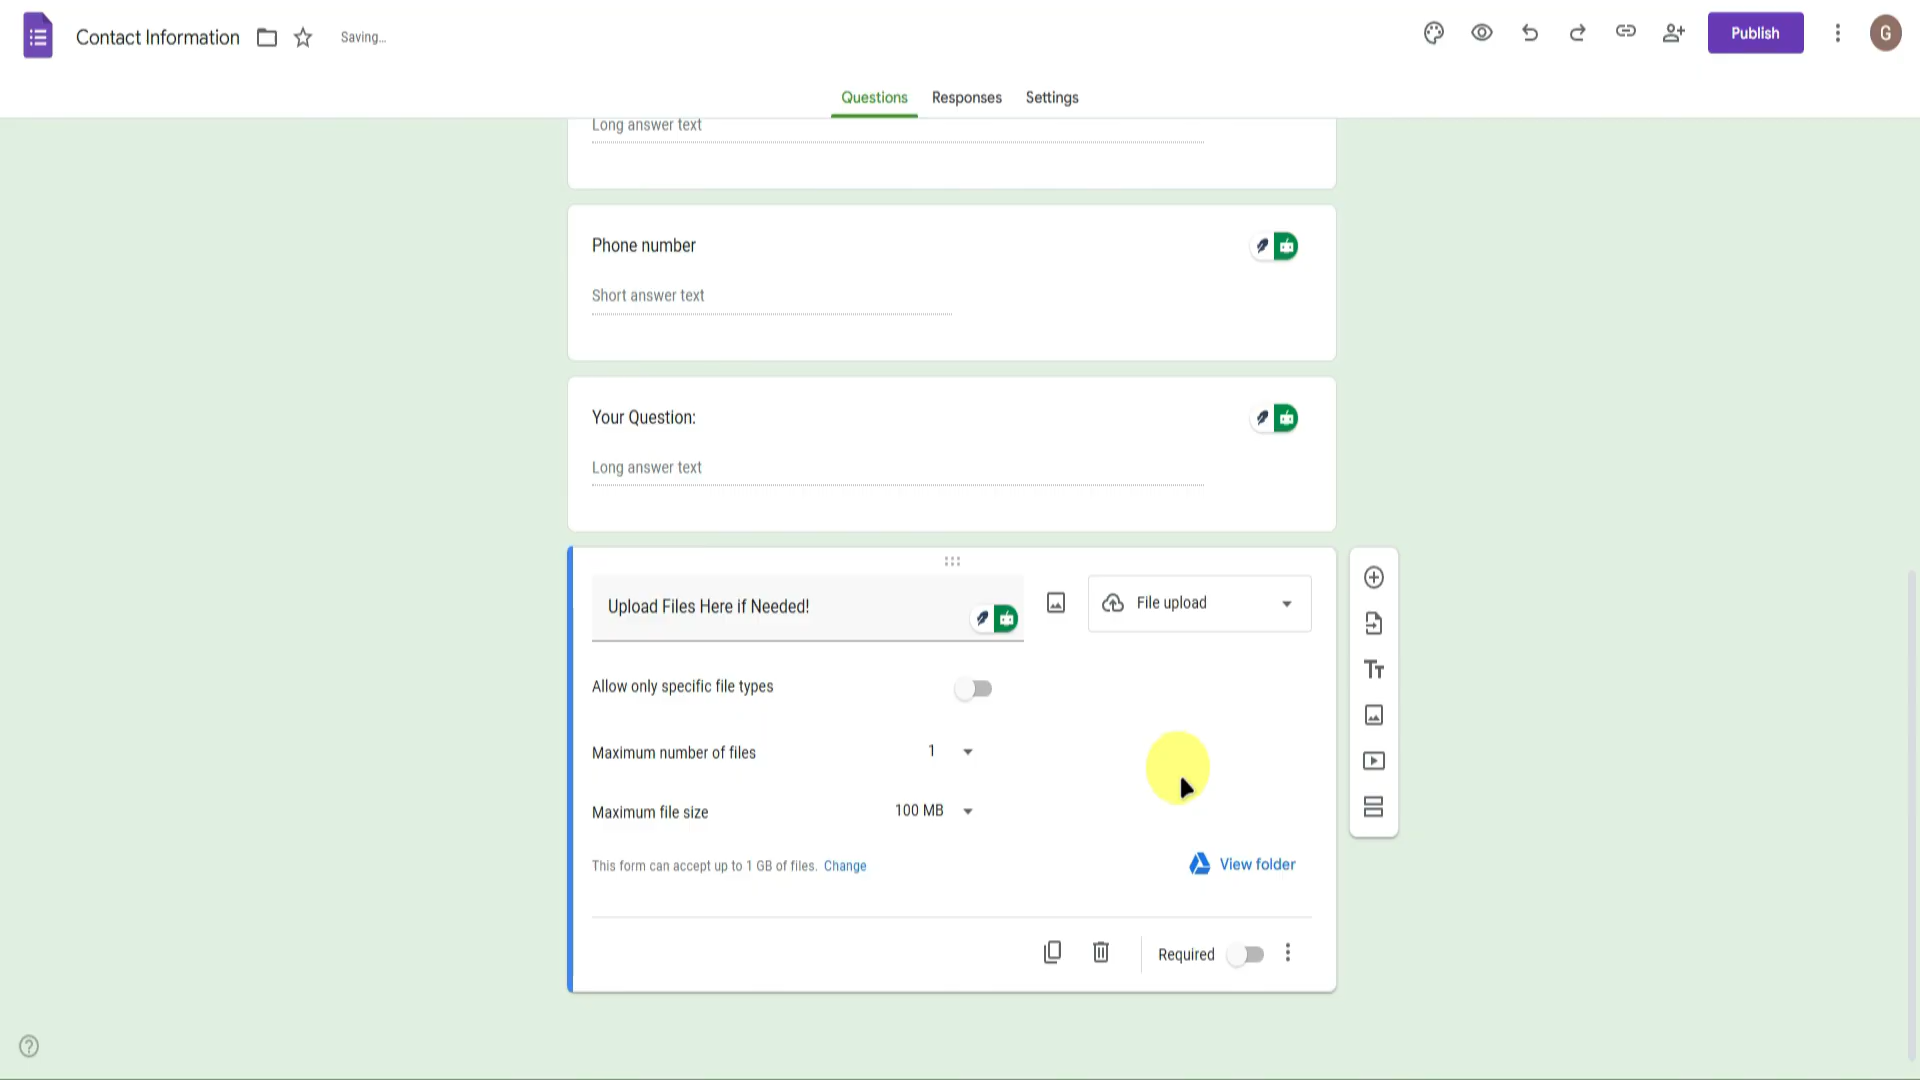 Contact Information
Saving...
Publish
G
Questions
Responses
Settings
Long answer text
Phone number
Short answer text
Your Question:
Long answer text
Upload Files Here if Needed!
File upload
Allow only specific file types
Maximum number of files
1
Maximum file size
100 MB
This form can accept up to 1 GB of files. Change
View folder
Required